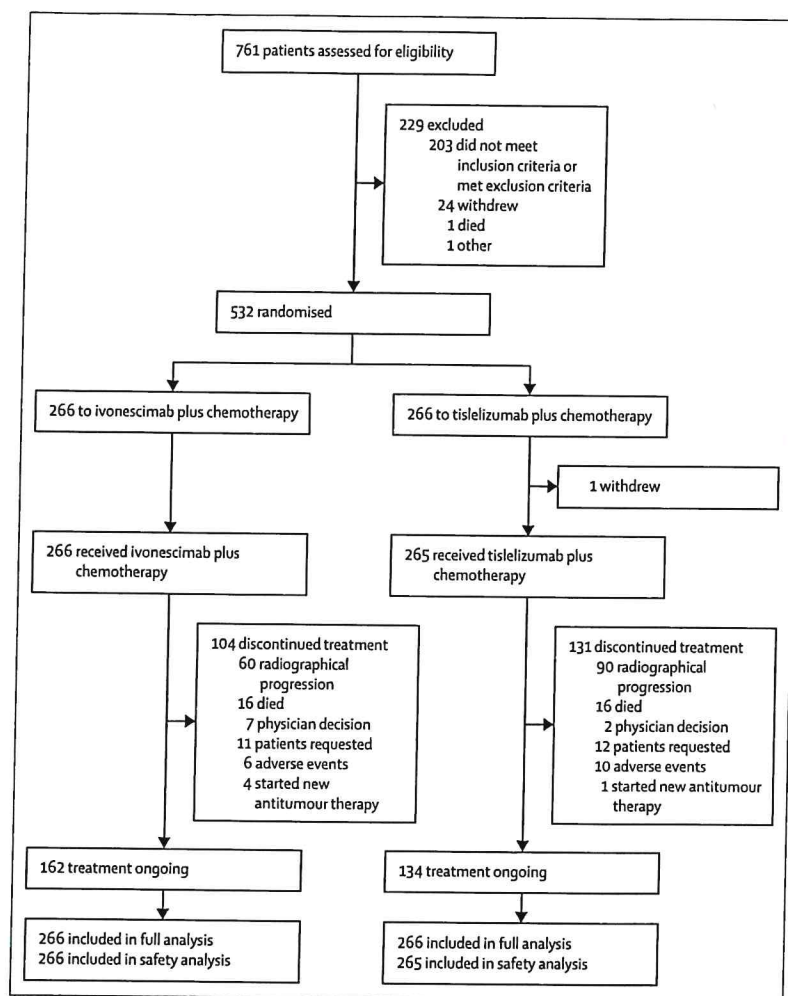 761 patients assessed for eligibility
229 excluded
203 did not meet
inclusion criteria or
met exclusion criteria
24 withdrew
1 died
1 other
532 randomised
266 to ivonescimab plus chemotherapy
266 to tislelizumab plus chemotherapy
1 withdrew
266 received ivonescimab plus
chemotherapy
265 received tislelizumab plus
chemotherapy
104 discontinued treatment
60 radiographical
progression
16 died
7 physician decision
11 patients requested
6 adverse events
4 started new
antitumour therapy
131 discontinued treatment
90 radiographical
progression
16 died
2 physician decision
12 patients requested
10 adverse events
1 started new antitumour
therapy
162 treatment ongoing
134 treatment ongoing
266 included in full analysis
266 included in safety analysis
266 included in full analysis
265 included in safety analysis